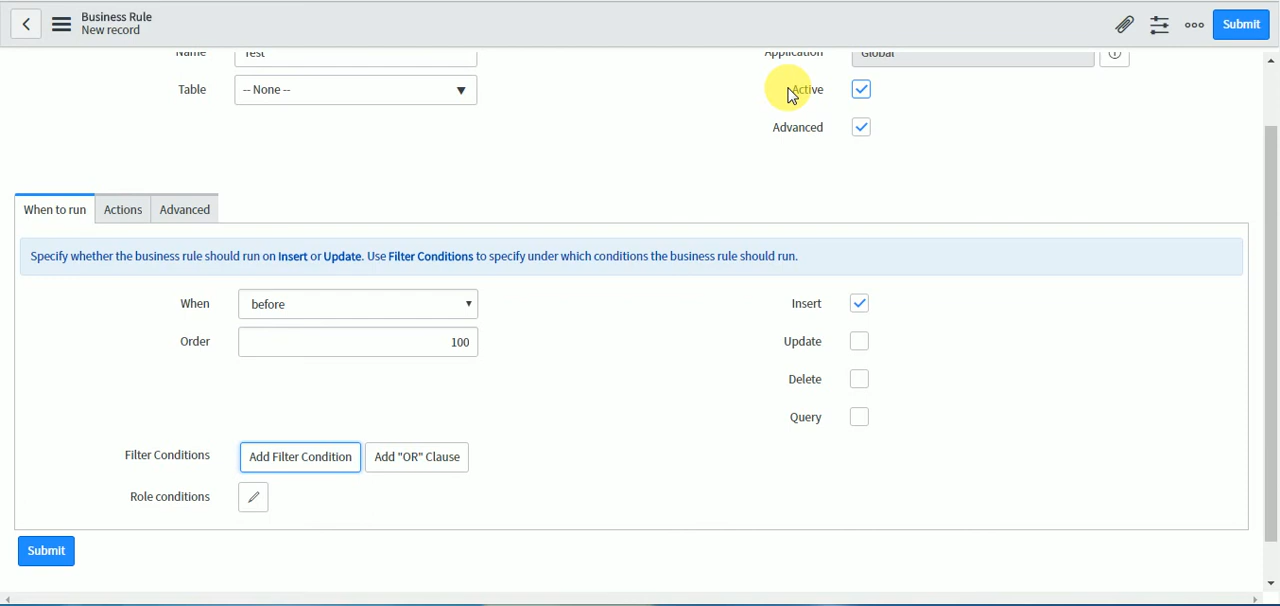 Business Rule
New record
Submit
Name Test Application Global
Table -- None -- Active
Advanced
When to run Actions Advanced
Specify whether the business rule should run on Insert or Update. Use Filter Conditions to specify under which conditions the business rule should run.
When before Insert
Order 100 Update
Delete
Query
Filter Conditions Add Filter Condition Add "OR" Clause
Role conditions
Submit